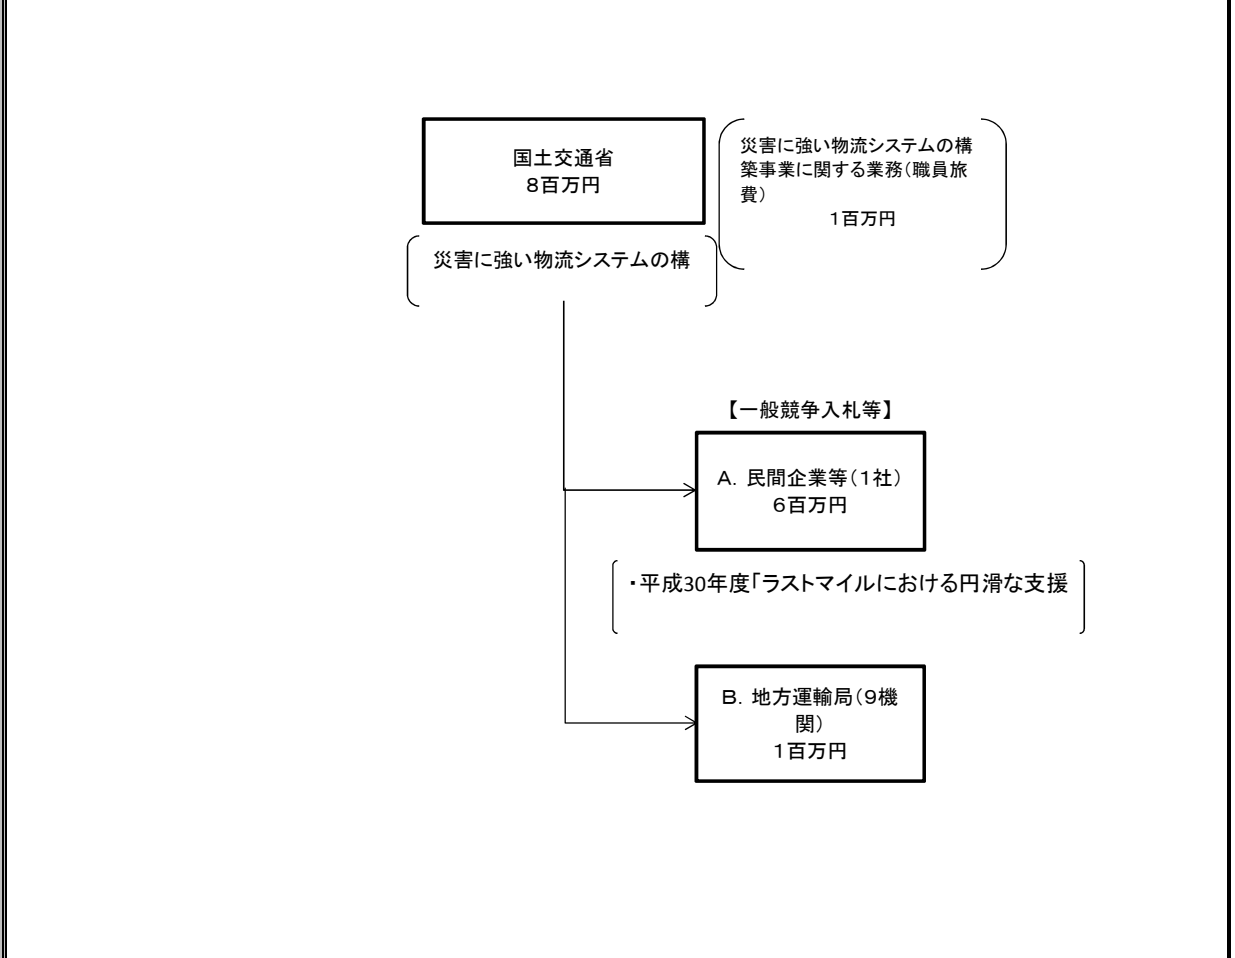 国土交通省
８百万円
災害に強い物流システムの構
築事業に関する業務（職員旅
費）
１百万円
災害に強い物流システムの構
【一般競争入札等】
Ａ．民間企業等（１社）
６百万円
・平成30年度「ラストマイルにおける円滑な支援
Ｂ．地方運輸局（９機
関）
１百万円